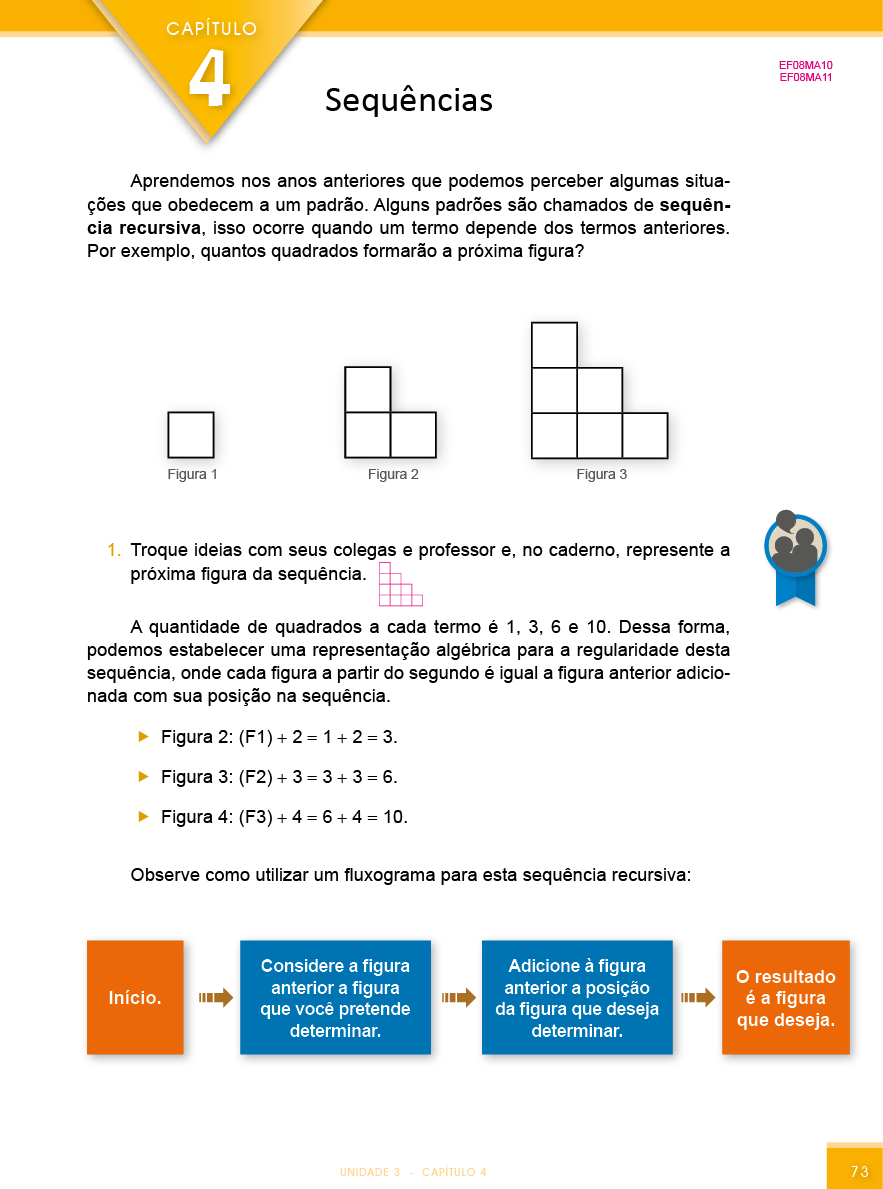 CAPÍTULO
4
EF08MA10
EF08MA11
Sequências
Aprendemos nos anos anteriores que podemos perceber algumas situa-
ções que obedecem a um padrão. Alguns padrões são chamados de sequên-
cia recursiva, isso ocorre quando um termo depende dos termos anteriores.
Por exemplo, quantos quadrados formarão a próxima figura?
Figura 1
Figura 2
Figura 3
1. Troque ideias com seus colegas e professor e, no caderno, represente a
próxima figura da sequência.
A quantidade de quadrados a cada termo é 1, 3, 6 e 10. Dessa forma,
podemos estabelecer uma representação algébrica para a regularidade desta
sequência, onde cada figura a partir do segundo é igual a figura anterior adicio-
nada com sua posição na sequência.
Figura 2: (F1) + 2 = 1 + 2 = 3.
Figura 3: (F2) + 3 = 3 + 3 = 6.
Figura 4: (F3) + 4 = 6 + 4 = 10.
Observe como utilizar um fluxograma para esta sequência recursiva:
Início.
Considere a figura
anterior a figura
que você pretende
determinar.
Adicione à figura
anterior a posição
da figura que deseja
determinar.
O resultado
é a figura
que deseja.
UNIDADE 3 - CAPÍTULO 4
73